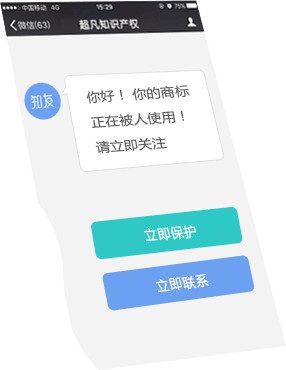 中国移动 4G 15:29 75%
微信(63) 超凡知识产权
知友
你好！你的商标
正在被人使用！
请立即关注
立即保护
立即联系